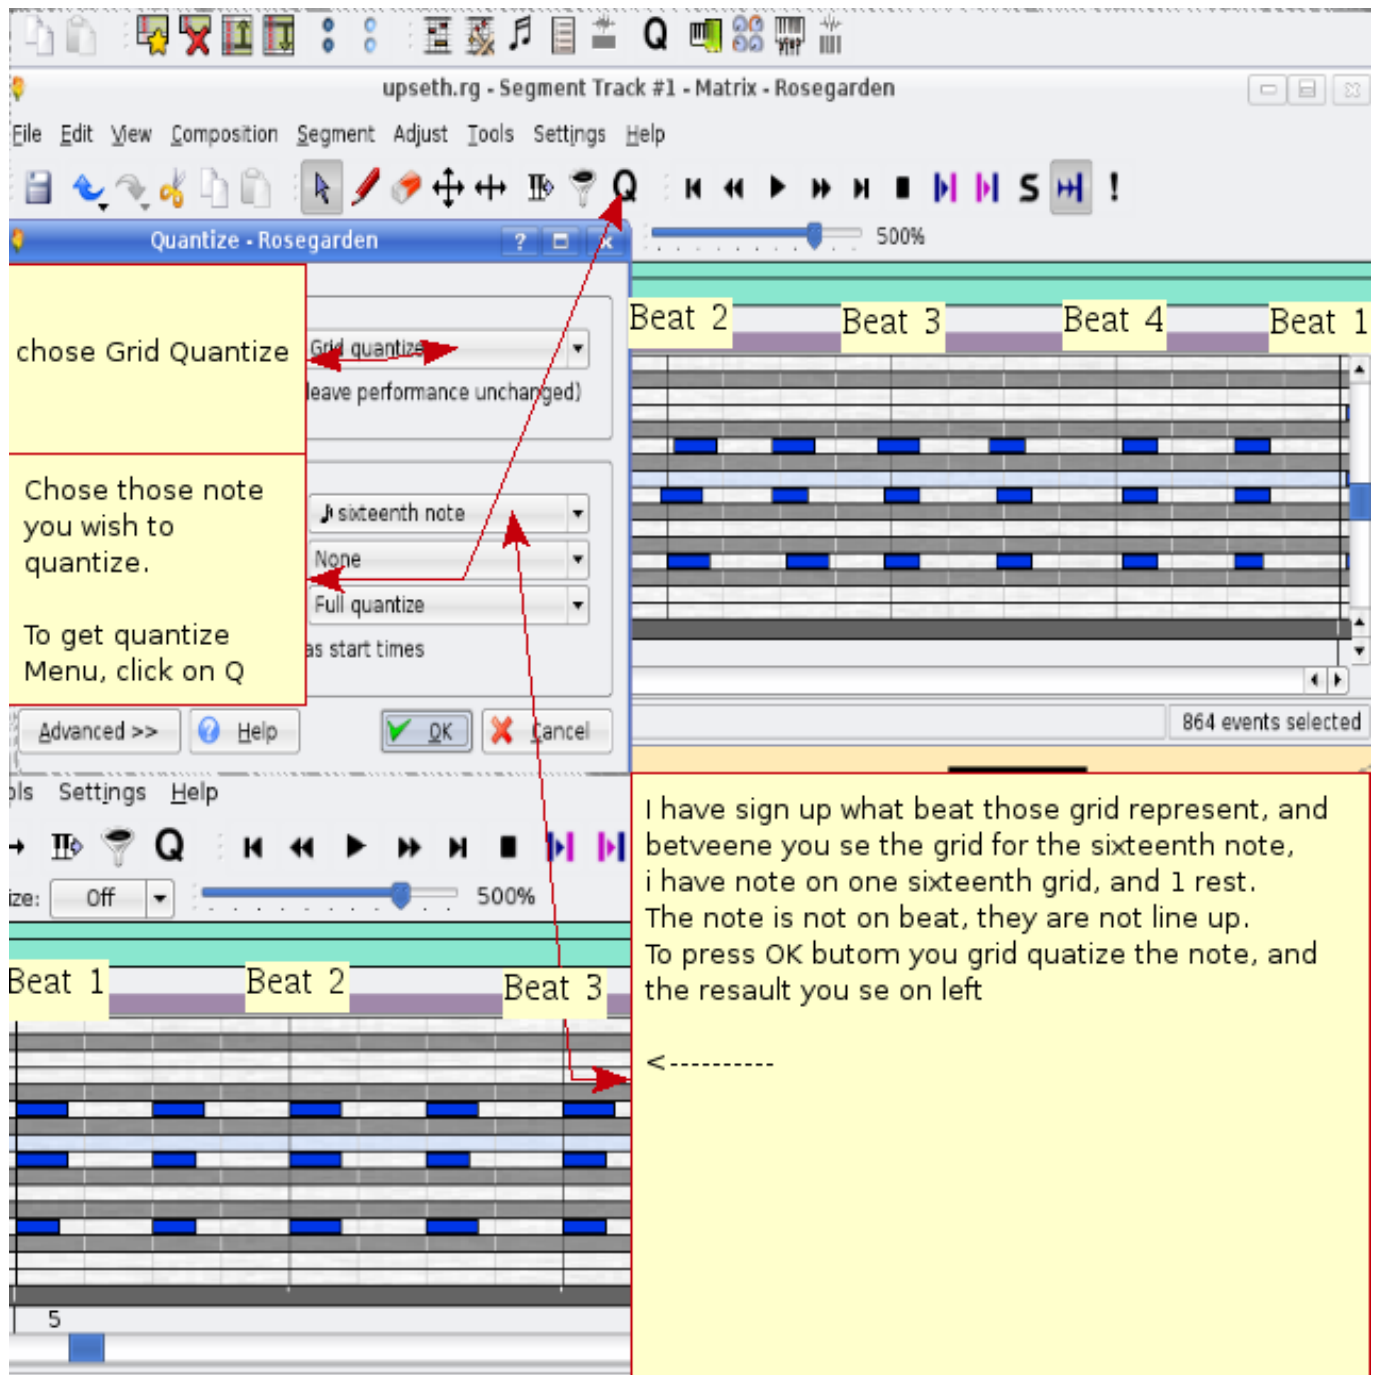 Q
VST?
upseth.rg - Segment Track #1 - Matrix - Rosegarden
File Edit View Composition Segment Adjust Tools Settings Help
Q S !
Quantize - Rosegarden ?
500%
Beat 2 Beat 3 Beat 4 Beat 1
chose Grid Quantize
Grid quantize
leave performance unchanged)
Chose those note
you wish to
quantize.
To get quantize
Menu, click on Q
sixteenth note
None
Full quantize
as start times
Advanced >> Help OK Cancel
864 events selected
ols Settings Help
Q
ze: Off 500%
Beat 1 Beat 2 Beat 3
5
I have sign up what beat those grid represent, and
betveene you se the grid for the sixteenth note,
i have note on one sixteenth grid, and 1 rest.
The note is not on beat, they are not line up.
To press OK butom you grid quatize the note, and
the resault you se on left
<----------